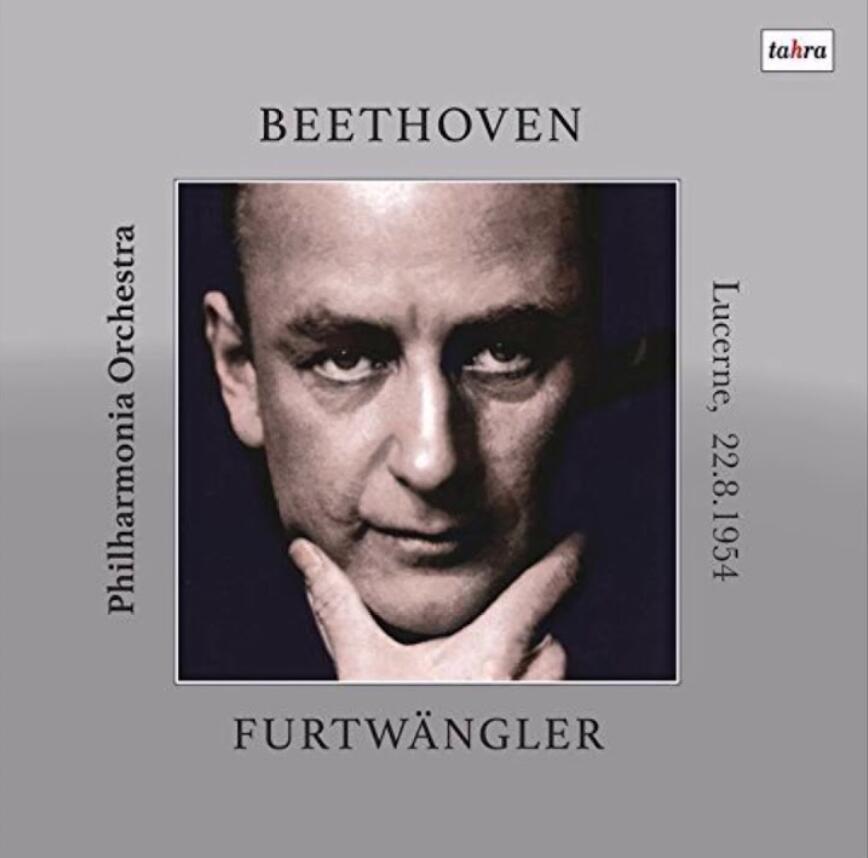 tahra
BEETHOVEN
Philharmonia Orchestra
Lucerne, 22.8.1954
FURTWÄNGLER